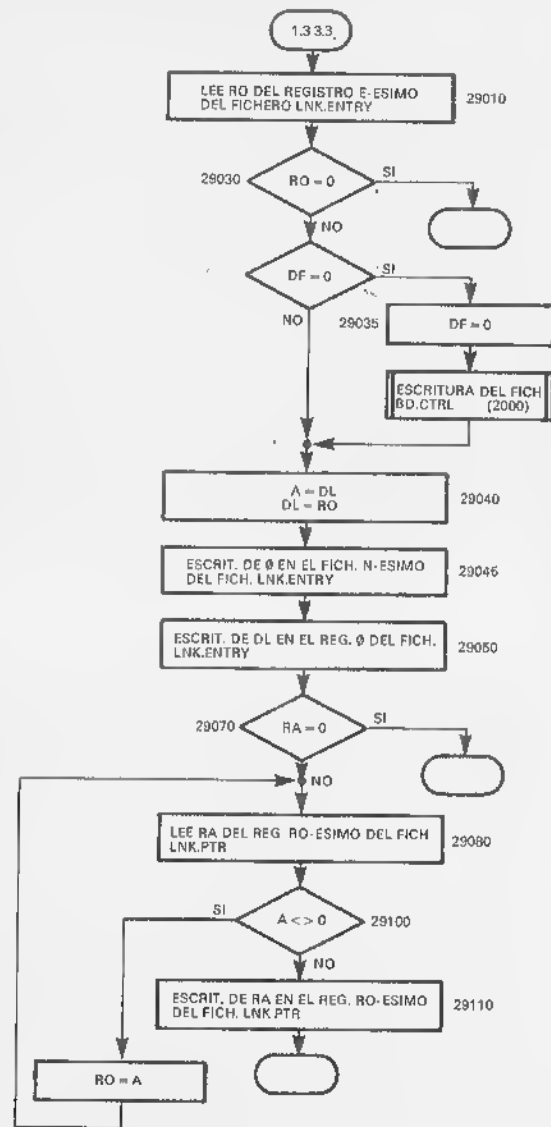 1.3 3.3
LEE RO DEL REGISTRO E-ESIMO
DEL FICHERO LNK.ENTRY
29010
29030
RO = 0
SI
NO
DF = 0
SI
NO
29035
DF = 0
ESCRITURA DEL FICH
BD.CTRL (2000)
A = DL
DL = RO
29040
ESCRIT. DE Ø EN EL FICH. N-ESIMO
DEL FICH. LNK.ENTRY
29045
ESCRIT. DE DL EN EL REG. Ø DEL FICH.
LNK.ENTRY
29050
29070
RA = 0
SI
NO
LEE RA DEL REG. RO-ESIMO DEL FICH
LNK.PTR
29080
SI
A <> 0
29100
NO
ESCRIT. DE RA EN EL REG. RO-ESIMO
DEL FICH. LNK.PTR
29110
RO = A